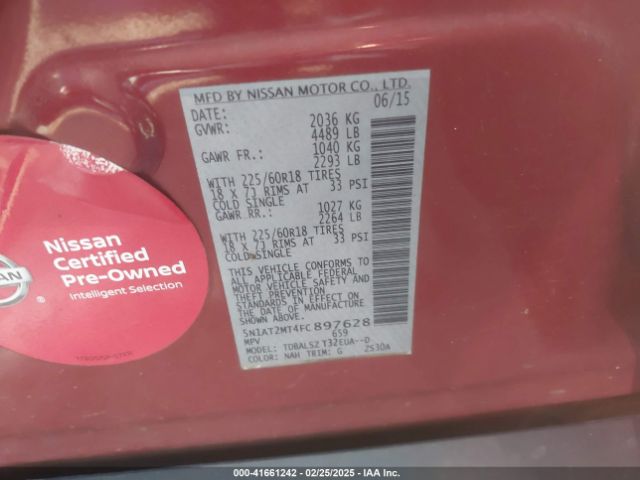 MFD BY NISSAN MOTOR CO., LTD.
DATE: 06/15
GVWR: 2036 KG
4489 LB
GAWR FR.: 1040 KG
2293 LB
WITH 225/60R18 TIRES
18 X 7J RIMS AT 33 PSI
COLD SINGLE
GAWR RR.: 1027 KG
2264 LB
WITH 225/60R18 TIRES
18 X 7J RIMS AT 33 PSI
COLD SINGLE
THIS VEHICLE CONFORMS TO
ALL APPLICABLE FEDERAL
MOTOR VEHICLE SAFETY AND
THEFT PREVENTION
STANDARDS IN EFFECT ON
THE DATE OF MANUFACTURE
SHOWN ABOVE.
5N1AT2MT4FC897628
MPV 659
MODEL: TDBALSZ Y32EUA--D
COLOR: NAH TRIM: G 2S30A
Nissan
Certified
Pre-Owned
Intelligent Selection
®
000-41661242 - 02/25/2025 - IAA Inc.